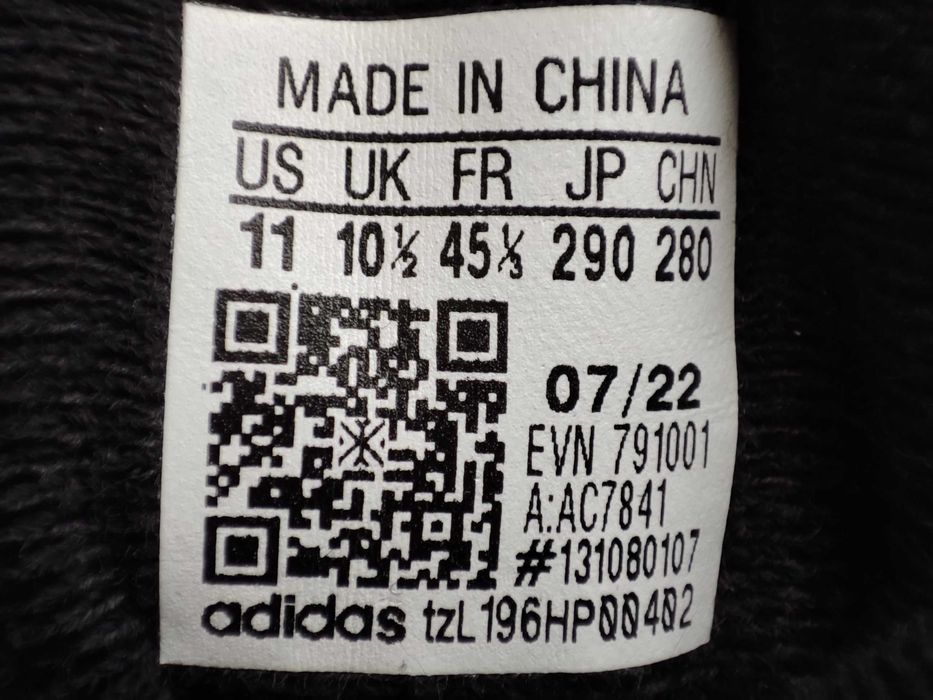 MADE IN CHINA
US UK FR JP CHN
11 10½ 45⅓ 290 280
07/22
EVN 791001
A:AC7841
#131080107
adidas tzL196HP00402